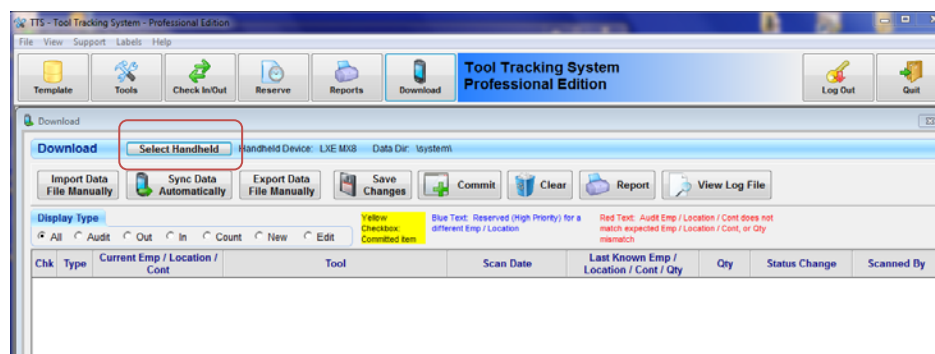 TTS - Tool Tracking System - Professional Edition
File View Support Labels Help
Template Tools Check In/Out Reserve Reports Download
Tool Tracking System
Professional Edition
Log Out Quit
Download
Download Select Handheld Handheld Device: LXE MX8 Data Dir: \system\
Import Data
File Manually
Sync Data
Automatically
Export Data
File Manually
Save
Changes
Commit Clear Report View Log File
Display Type
All Audit Out In Count New Edit
Yellow
Checkbox:
Committed item
Blue Text: Reserved (High Priority) for a
different Emp / Location
Red Text: Audit Emp / Location / Cont does not
match expected Emp / Location / Cont, or Qty
mismatch
Chk Type
Current Emp / Location /
Cont
Tool Scan Date
Last Known Emp /
Location / Cont / Qty
Qty Status Change Scanned By